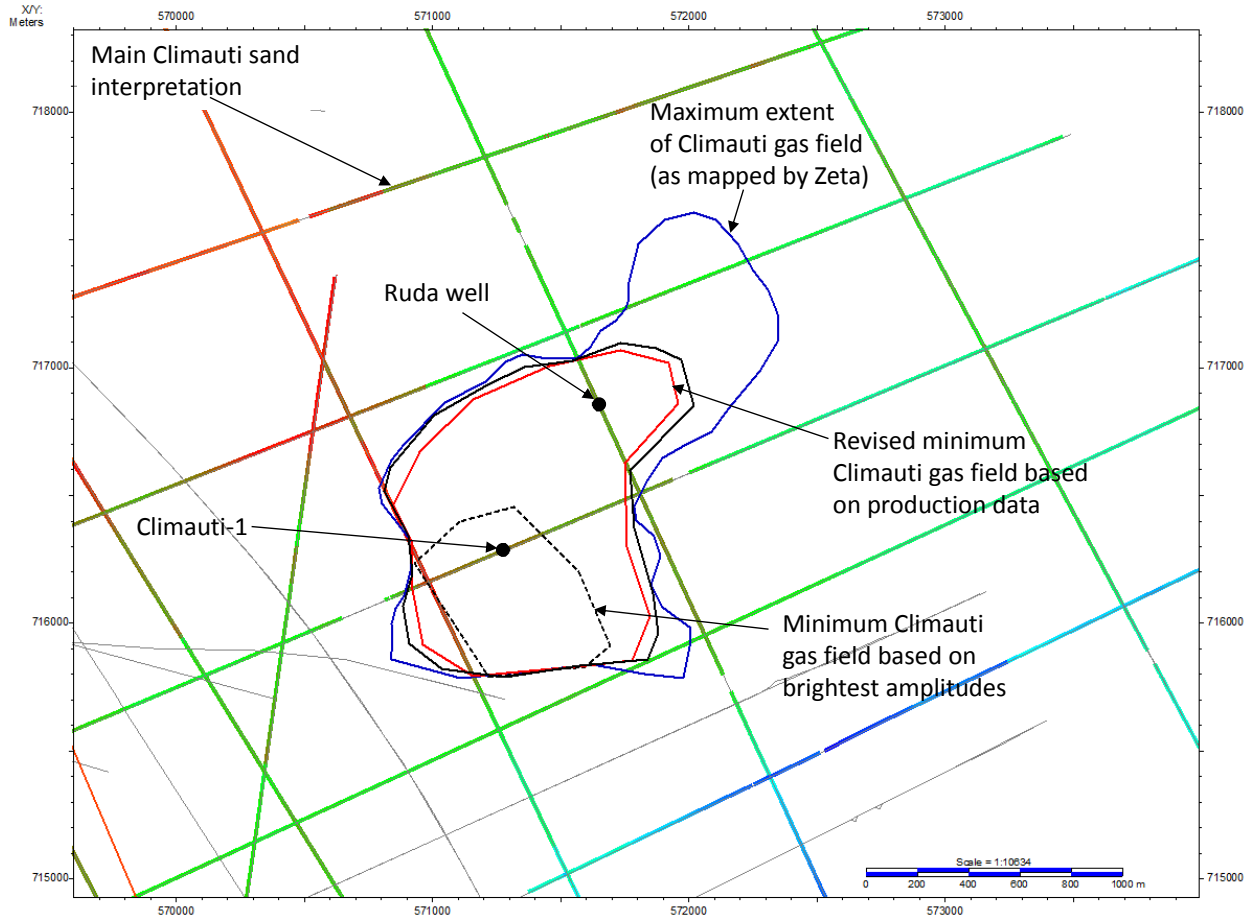 X/Y:
Meters
570000 571000 572000 573000
Main Climauti sand
interpretation
718000 718000
Maximum extent
of Climauti gas field
(as mapped by Zeta)
Ruda well
717000 717000
Revised minimum
Climauti gas field based
on production data
Climauti-1
716000 716000
Minimum Climauti
gas field based on
brightest amplitudes
Scale = 1:10634
715000 715000
0 200 400 600 800 1000 m
570000 571000 572000 573000